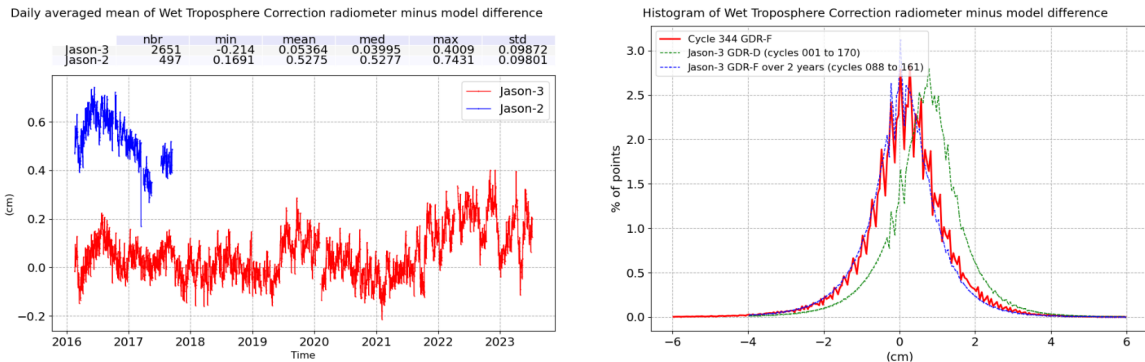 Daily averaged mean of Wet Troposphere Correction radiometer minus model difference
nbr min mean med max std
Jason-3 2651 -0.214 0.05364 0.03995 0.4009 0.09872
Jason-2 497 0.1691 0.5275 0.5277 0.7431 0.09801
Jason-3
Jason-2
0.6
0.4
0.2
0.0
−0.2
(cm)
2016 2017 2018 2019 2020 2021 2022 2023
Time
Histogram of Wet Troposphere Correction radiometer minus model difference
Cycle 344 GDR-F
Jason-3 GDR-D (cycles 001 to 170)
Jason-3 GDR-F over 2 years (cycles 088 to 161)
3.0
2.5
2.0
1.5
1.0
0.5
0.0
% of points
−6 −4 −2 0 2 4 6
(cm)